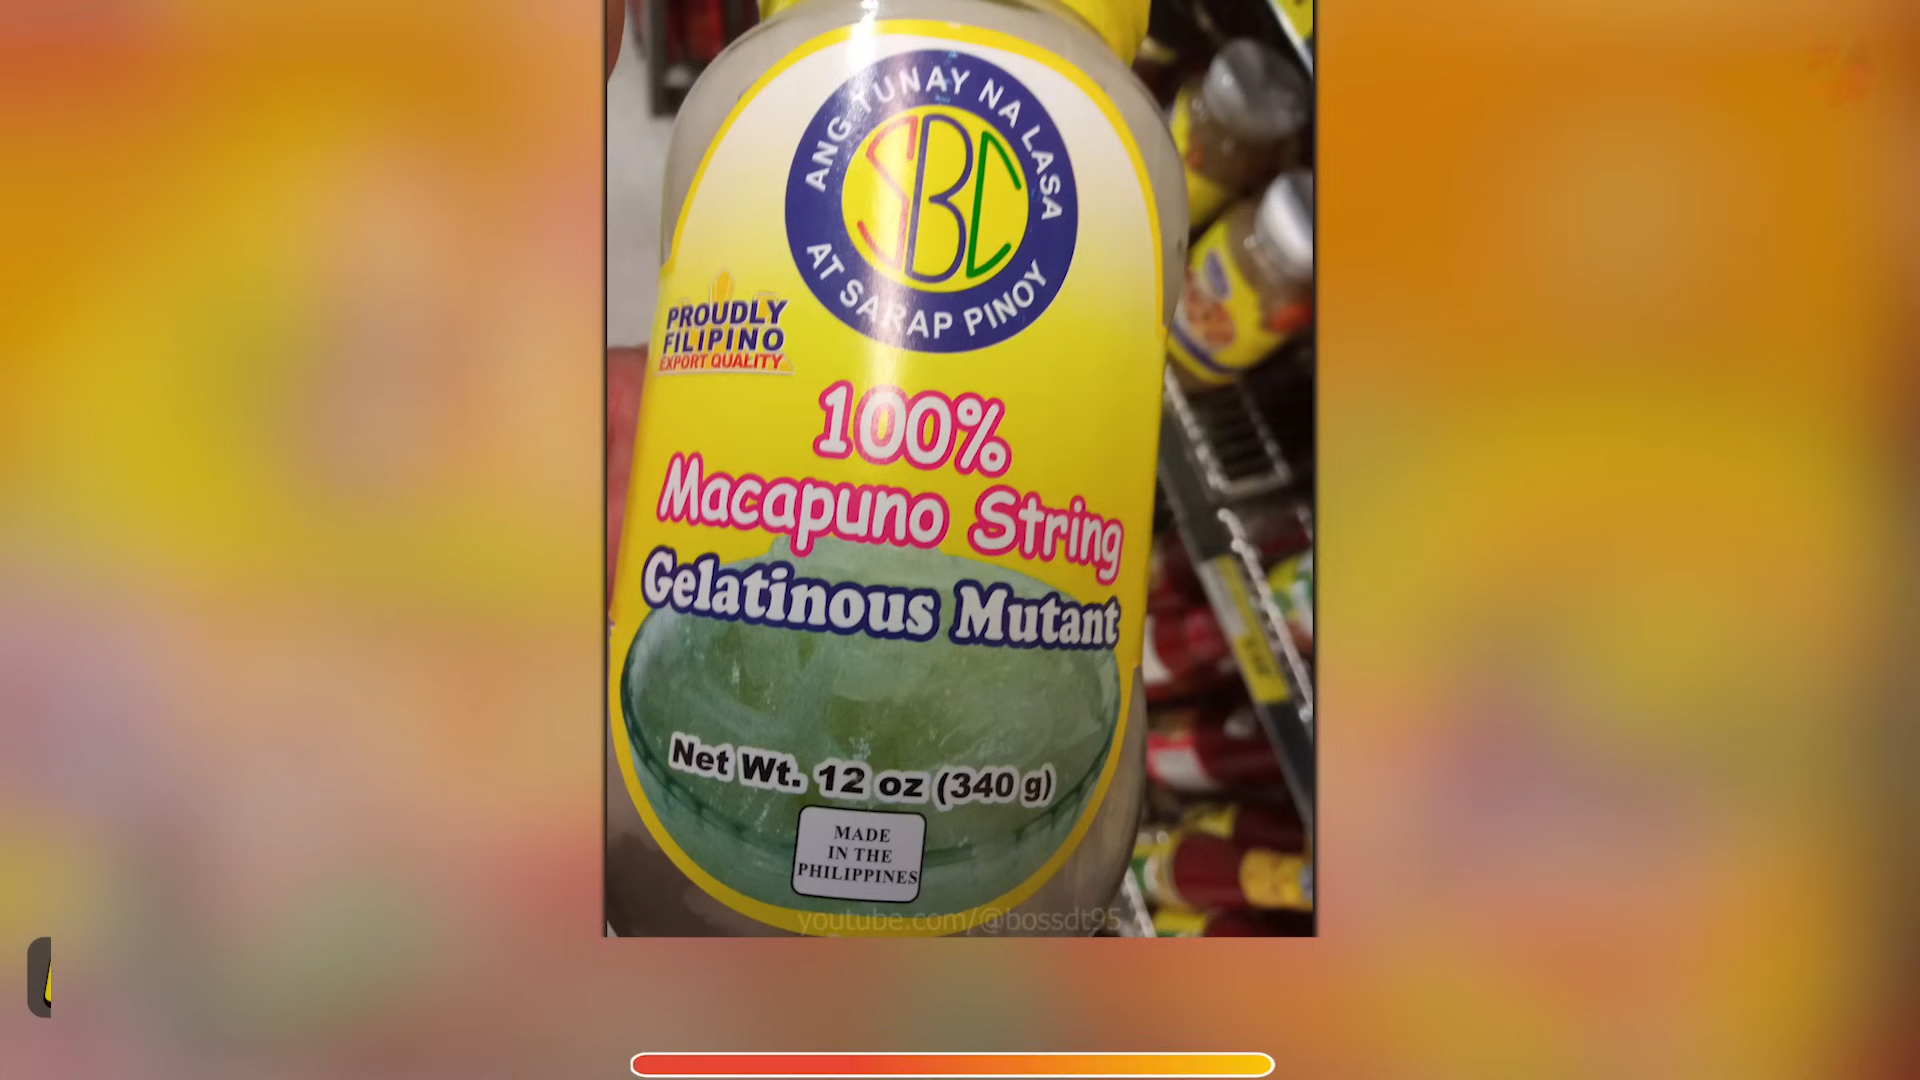 ANG TUNAY NA LASA
SBC
AT SARAP PINOY
PROUDLY
FILIPINO
EXPORT QUALITY
100%
Macapuno String
Gelatinous Mutant
Net Wt. 12 oz (340 g)
MADE
IN THE
PHILIPPINES
youtube.com/@bossdt95